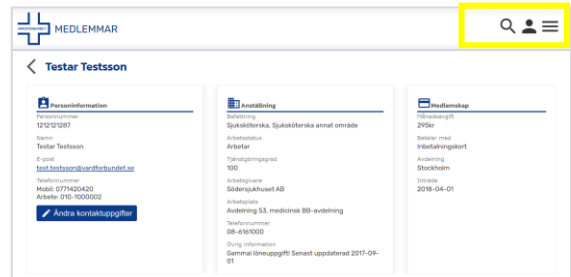 VÅRDFÖRBUNDET MEDLEMMAR
Testar Testsson
Personinformation
Personnummer
1212121287
Namn
Testar Testsson
E-post
test.testsson@vardforbundet.se
Telefonnummer
Mobil: 0771420420
Arbete: 010-1000002
Ändra kontaktuppgifter
Anställning
Befattning
Sjuksköterska, Sjuksköterska annat område
Arbetsstatus
Arbetar
Tjänstgöringsgrad
100
Arbetsgivare
Södersjukhuset AB
Arbetsplats
Avdelning 53. medicinsk BB-avdelning
Telefonnummer
08-6161000
Övrig information
Gammal löneuppgift! Senast uppdaterad 2017-09-
01
Medlemskap
Månadsavgift
295kr
Betalar med
Inbetalningskort
Avdelning
Stockholm
Inträde
2018-04-01